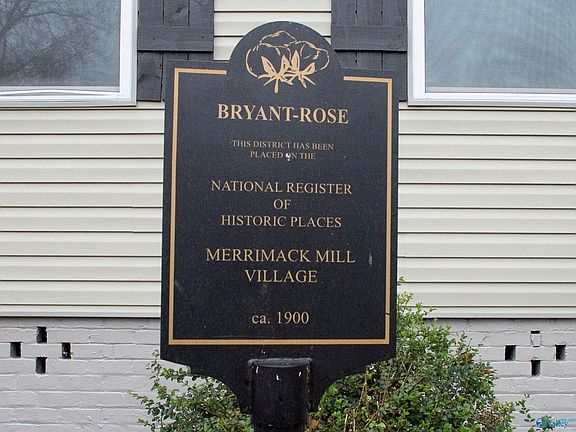 BRYANT-ROSE
THIS DISTRICT HAS BEEN
PLACED ON THE
NATIONAL REGISTER
OF
HISTORIC PLACES
MERRIMACK MILL
VILLAGE
ca. 1900